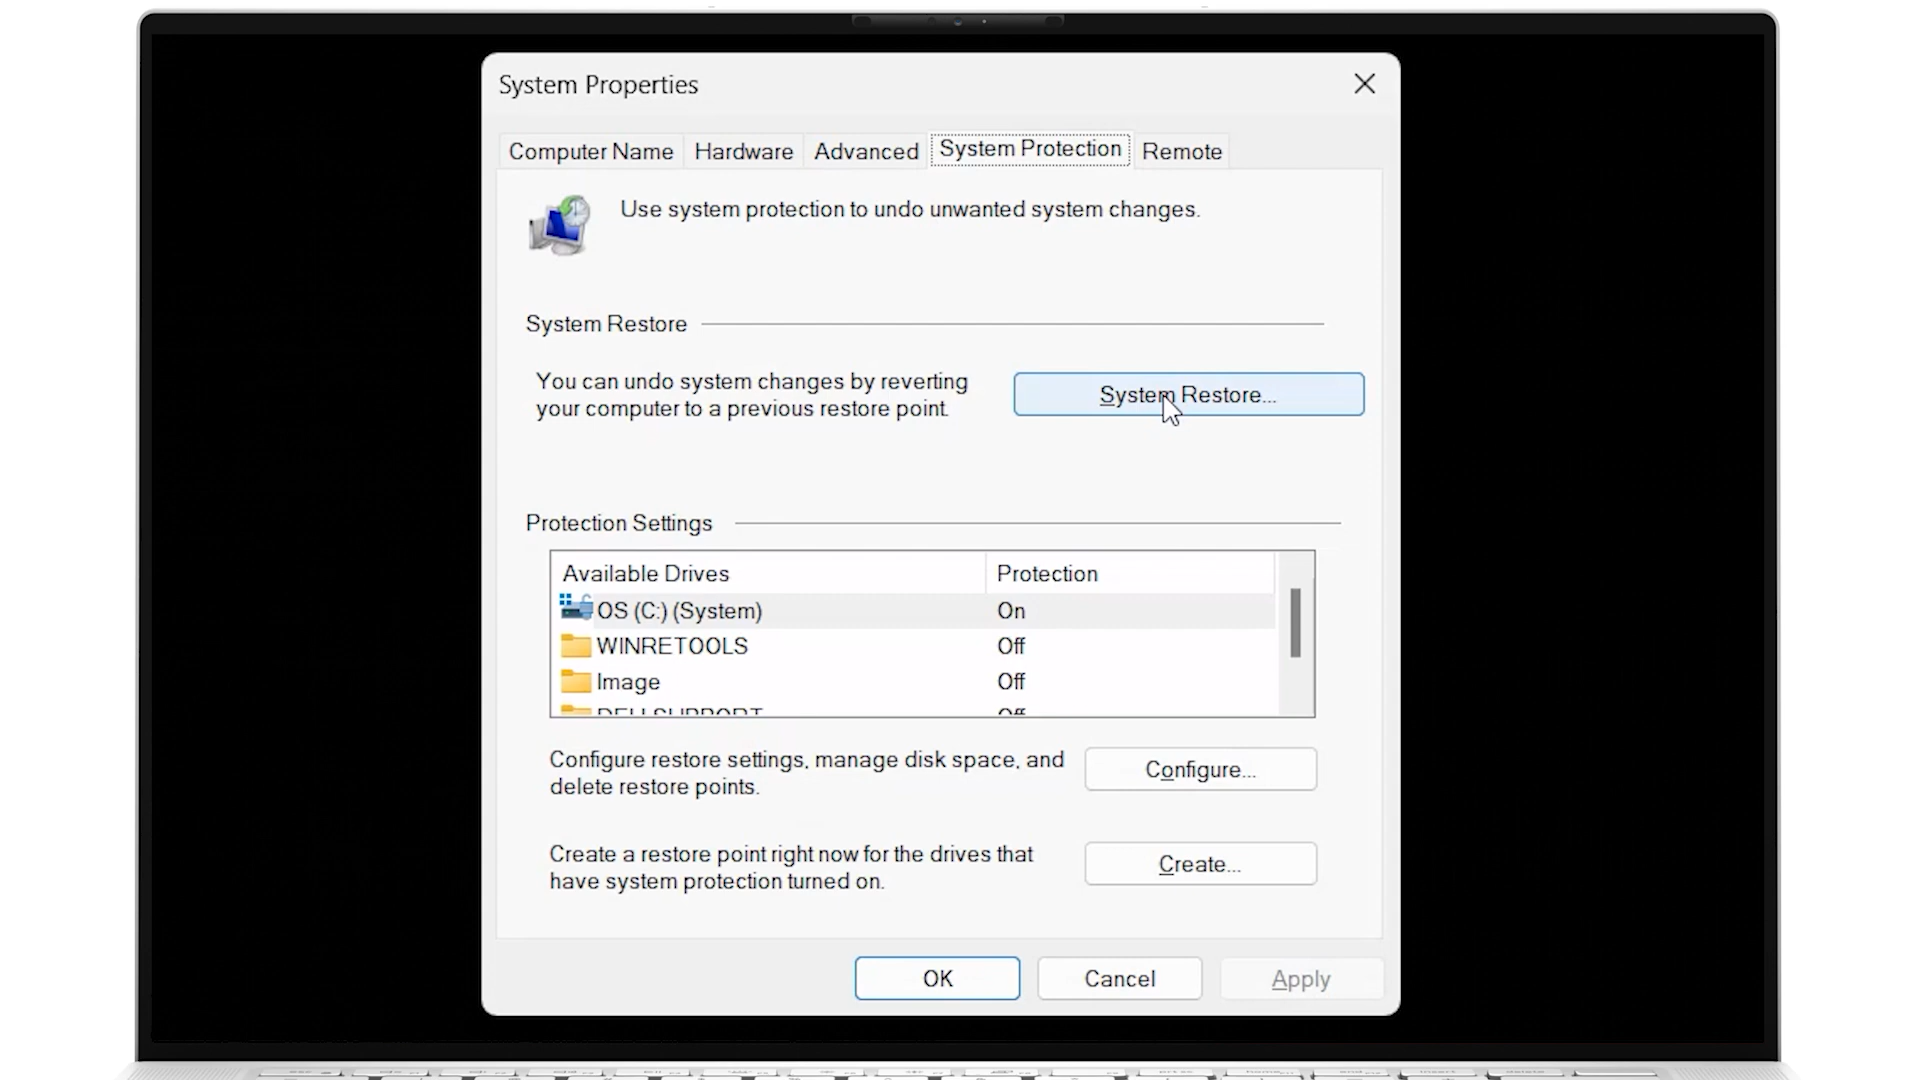 System Properties
Computer Name Hardware Advanced System Protection Remote
Use system protection to undo unwanted system changes.
System Restore
You can undo system changes by reverting
your computer to a previous restore point.
System Restore...
Protection Settings
Available Drives Protection
OS (C:) (System) On
WINRETOOLS Off
Image Off
DELLSUPPORT Off
Configure restore settings, manage disk space, and
delete restore points.
Configure...
Create a restore point right now for the drives that
have system protection turned on.
Create...
OK Cancel Apply